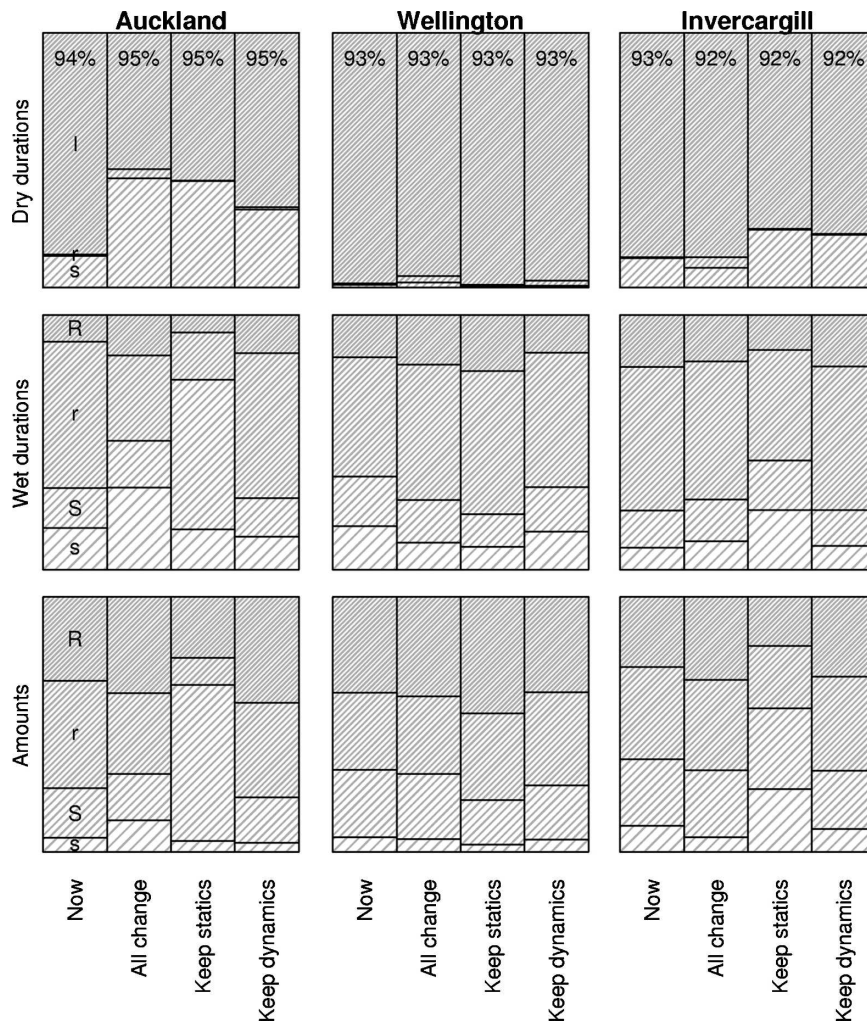 Auckland Wellington Invercargill
94% 95% 95% 95% 93% 93% 93% 93% 93% 92% 92% 92%
Dry durations
l
r
s
Wet durations
R
r
S
s
Amounts
R
r
S
s
Now
All change
Keep statics
Keep dynamics
Now
All change
Keep statics
Keep dynamics
Now
All change
Keep statics
Keep dynamics